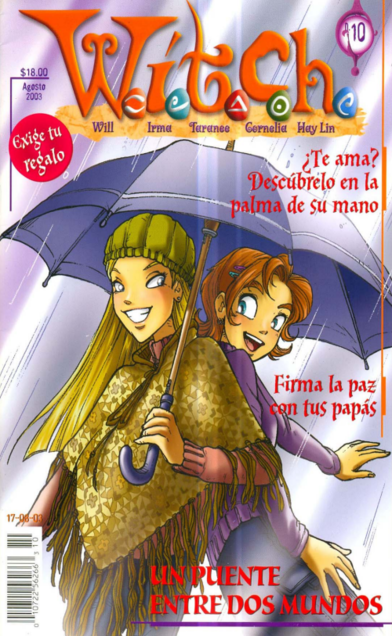 Witch
#10
$18.00
Agosto
2003
Will Irma Taranee Cornelia Hay Lin
Exige tu
regalo
¿Te ama?
Descúbrelo en la
palma de su mano
Firma la paz
con tus papás
UN PUENTE
ENTRE DOS MUNDOS